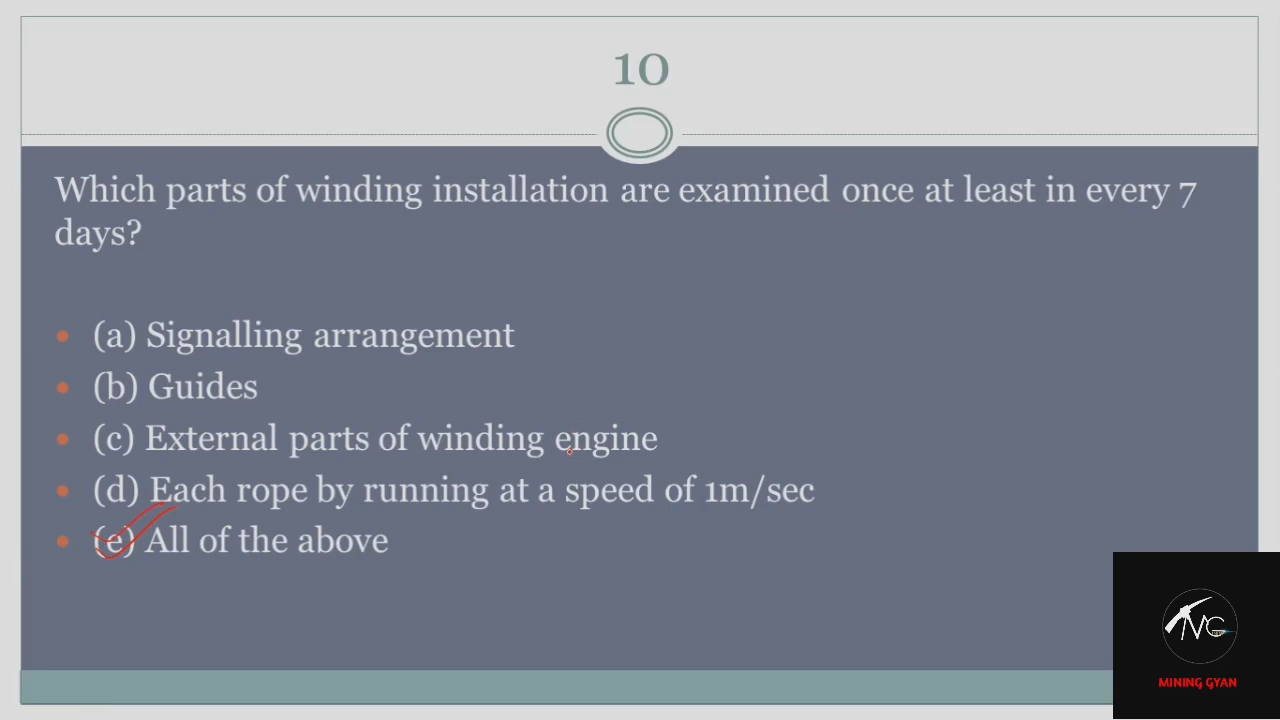 10
Which parts of winding installation are examined once at least in every 7
days?
• (a) Signalling arrangement
• (b) Guides
• (c) External parts of winding engine
• (d) Each rope by running at a speed of 1m/sec
• (e) All of the above
MG
MINING GYAN